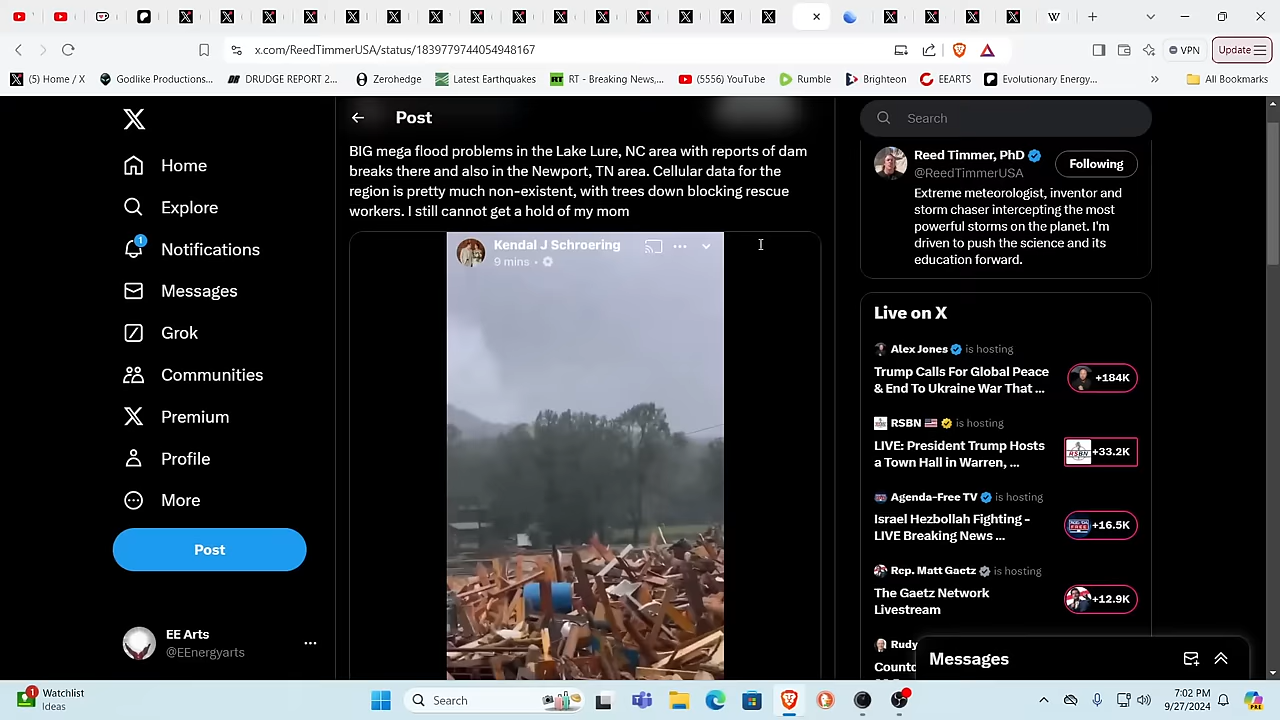 x.com/ReedTimmerUSA/status/1839779744054948167
VPN
Update
(5) Home / X
Godlike Productions...
DRUDGE REPORT 2...
Zerohedge
Latest Earthquakes
RT - Breaking News,...
(5556) YouTube
Rumble
Brighteon
EEARTS
Evolutionary Energy...
All Bookmarks
Home
Explore
1
Notifications
Messages
Grok
Communities
Premium
Profile
More
Post
EE Arts
@EEnergyarts
Post
BIG mega flood problems in the Lake Lure, NC area with reports of dam
breaks there and also in the Newport, TN area. Cellular data for the
region is pretty much non-existent, with trees down blocking rescue
workers. I still cannot get a hold of my mom
Kendal J Schroering
9 mins
Search
Reed Timmer, PhD
@ReedTimmerUSA
Following
Extreme meteorologist, inventor and
storm chaser intercepting the most
powerful storms on the planet. I'm
driven to push the science and its
education forward.
Live on X
Alex Jones is hosting
Trump Calls For Global Peace
& End To Ukraine War That ...
+184K
RSBN is hosting
LIVE: President Trump Hosts
a Town Hall in Warren, ...
+33.2K
Agenda-Free TV is hosting
Israel Hezbollah Fighting -
LIVE Breaking News ...
+16.5K
Rep. Matt Gaetz is hosting
The Gaetz Network
Livestream
+12.9K
Rudy
Messages
1
Watchlist
Ideas
Search
7:02 PM
9/27/2024